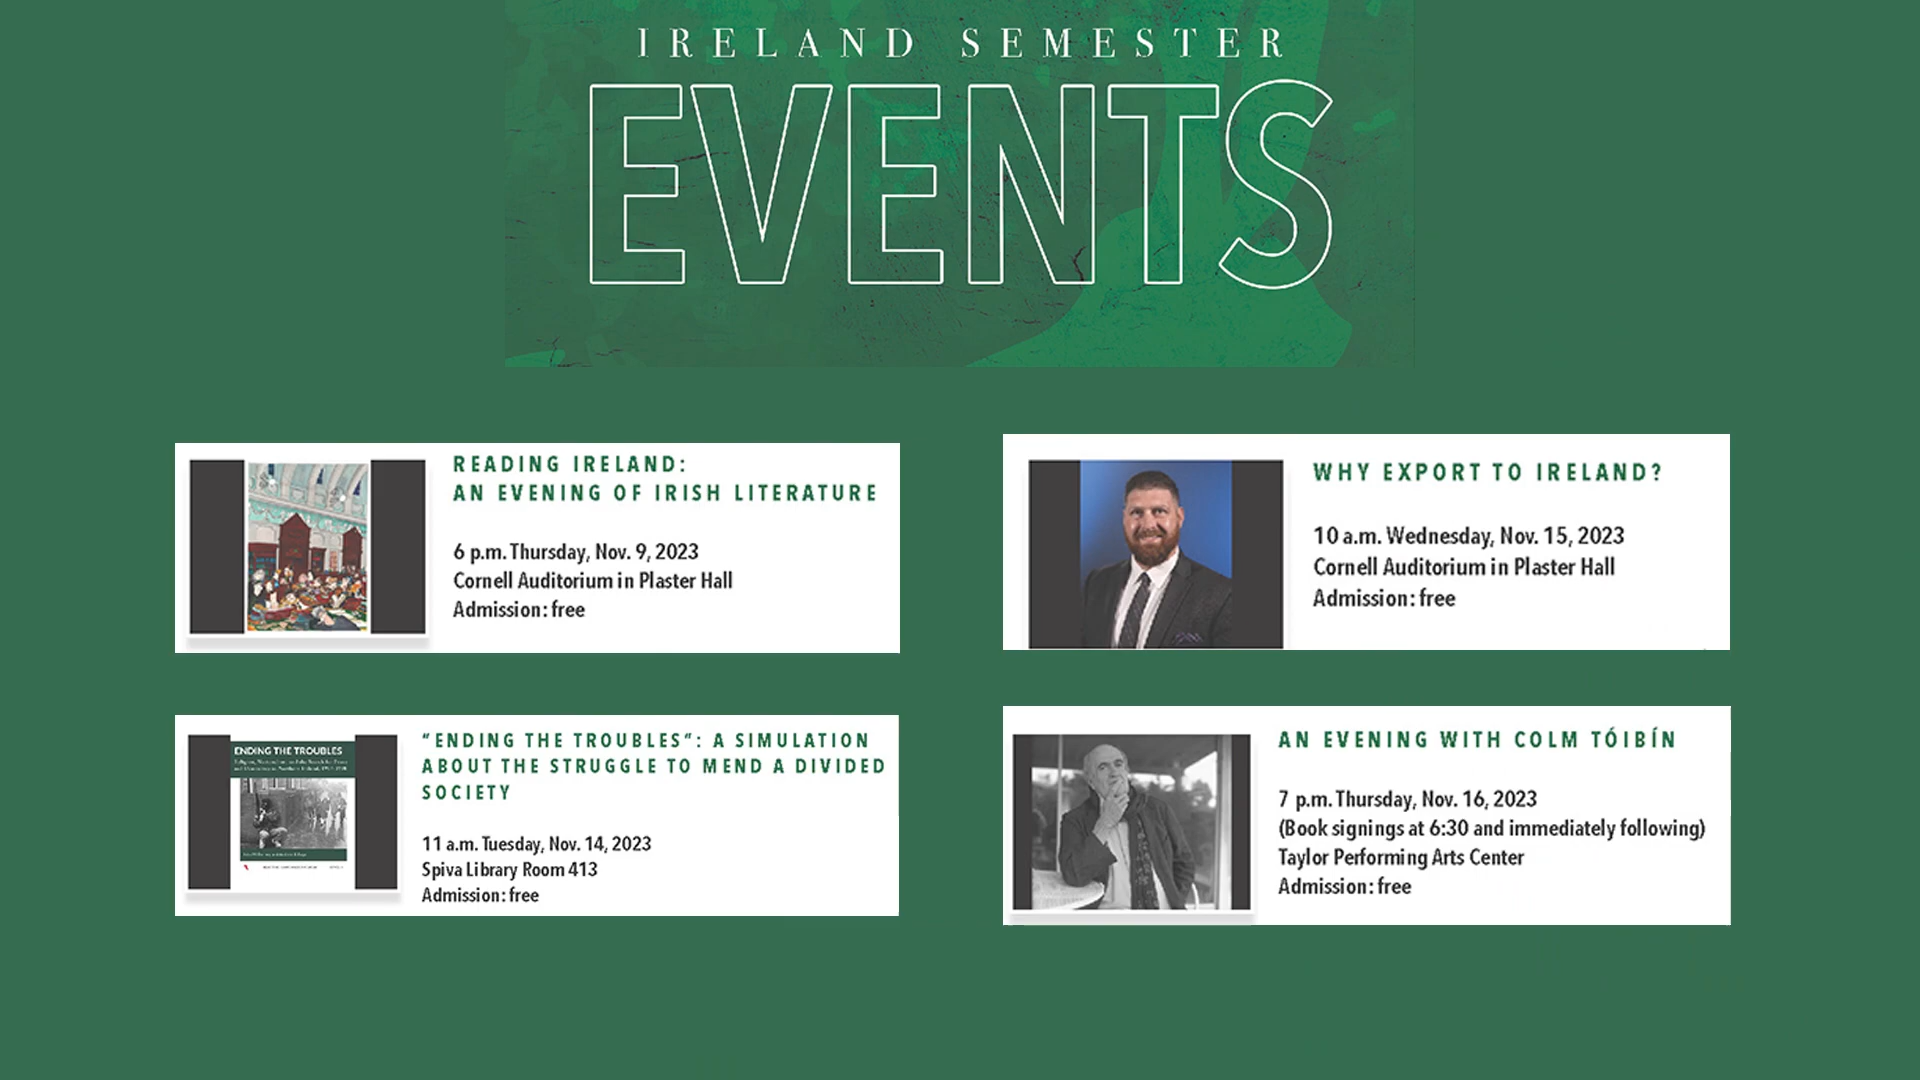 IRELAND SEMESTER
EVENTS
READING IRELAND:
AN EVENING OF IRISH LITERATURE
6 p.m. Thursday, Nov. 9, 2023
Cornell Auditorium in Plaster Hall
Admission: free
WHY EXPORT TO IRELAND?
10 a.m. Wednesday, Nov. 15, 2023
Cornell Auditorium in Plaster Hall
Admission: free
ENDING THE TROUBLES
“ENDING THE TROUBLES”: A SIMULATION
ABOUT THE STRUGGLE TO MEND A DIVIDED
SOCIETY
11 a.m. Tuesday, Nov. 14, 2023
Spiva Library Room 413
Admission: free
AN EVENING WITH COLM TÓIBÍN
7 p.m. Thursday, Nov. 16, 2023
(Book signings at 6:30 and immediately following)
Taylor Performing Arts Center
Admission: free